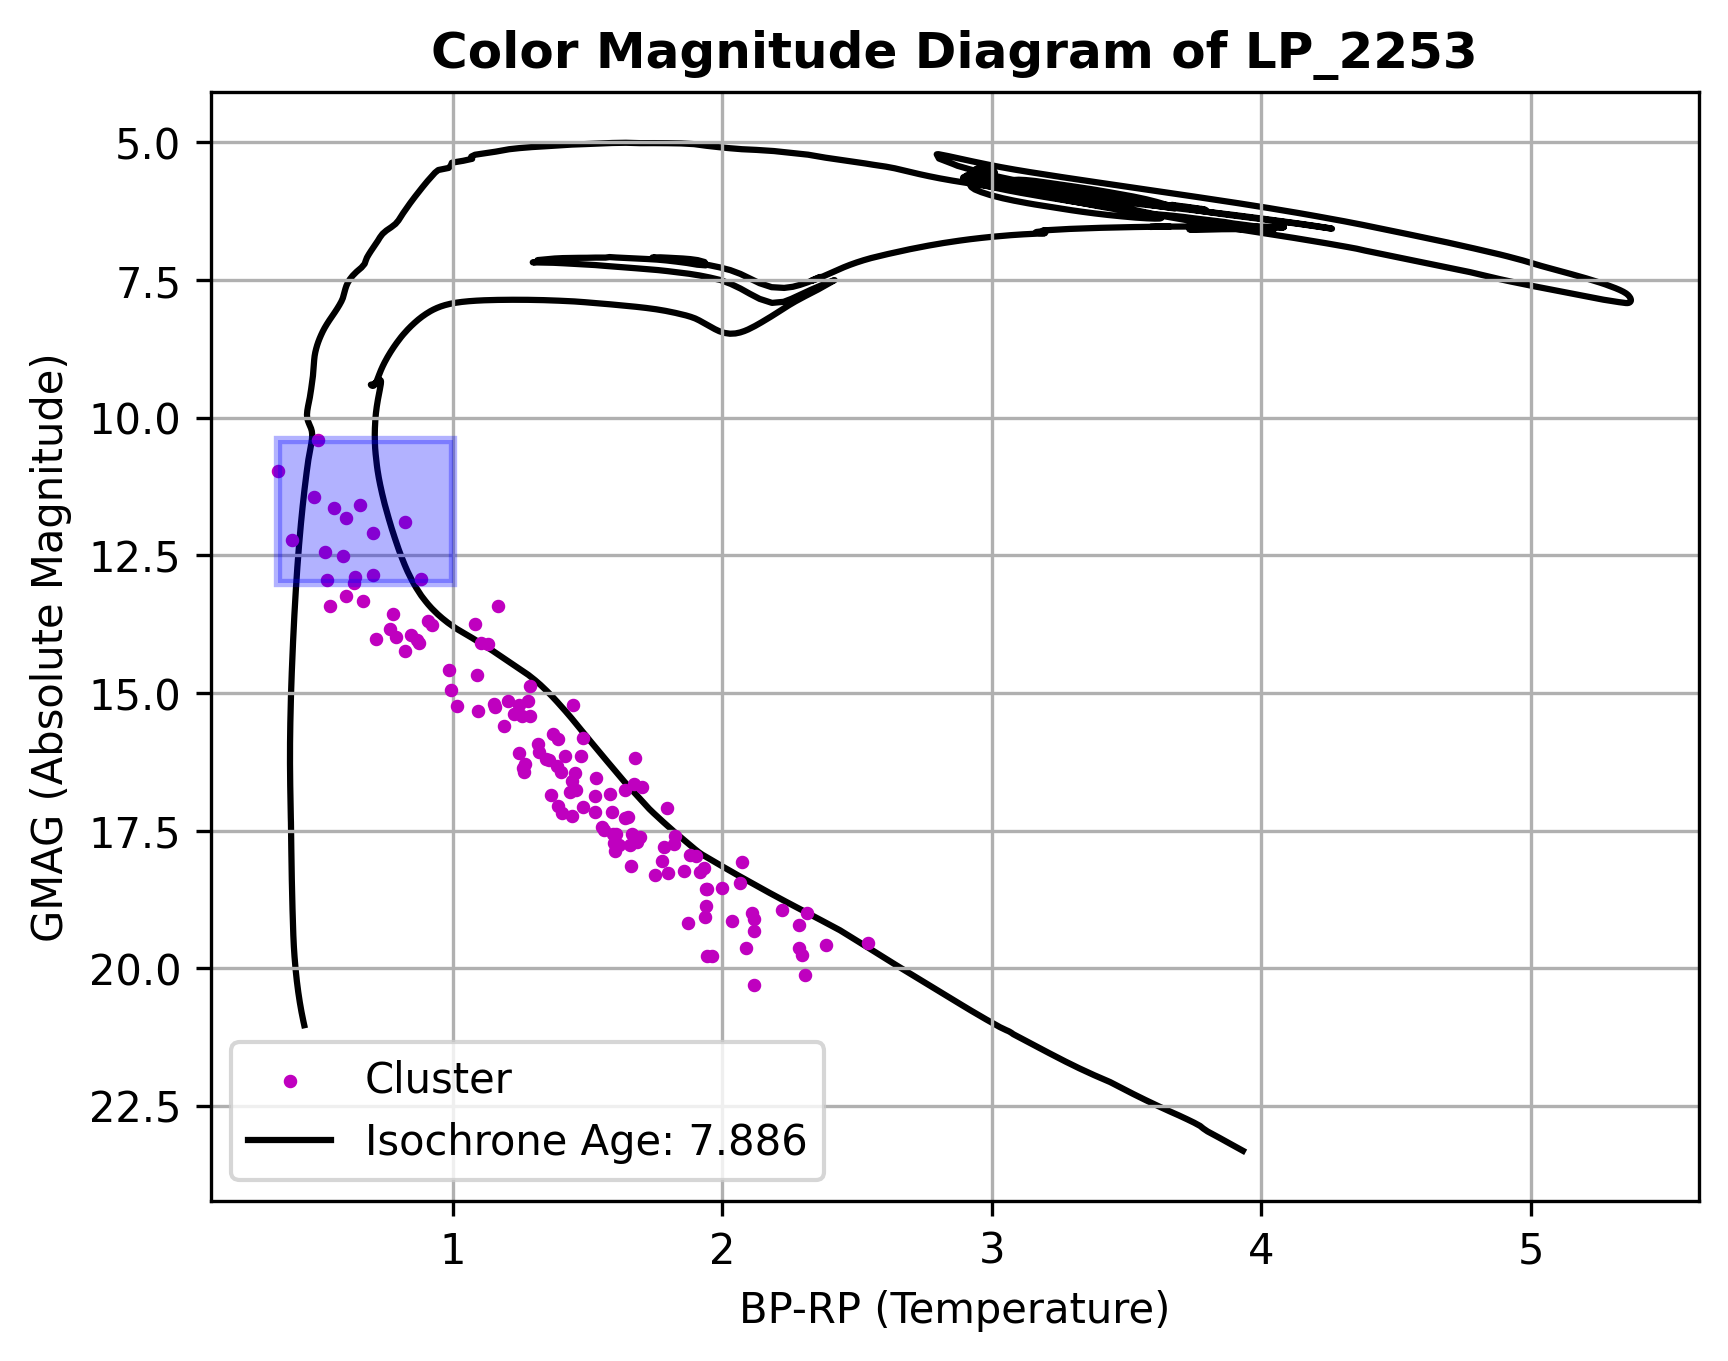 Color Magnitude Diagram of LP_2253
GMAG (Absolute Magnitude)
5.0
7.5
10.0
12.5
15.0
17.5
20.0
22.5
Cluster
Isochrone Age: 7.886
1 2 3 4 5
BP-RP (Temperature)